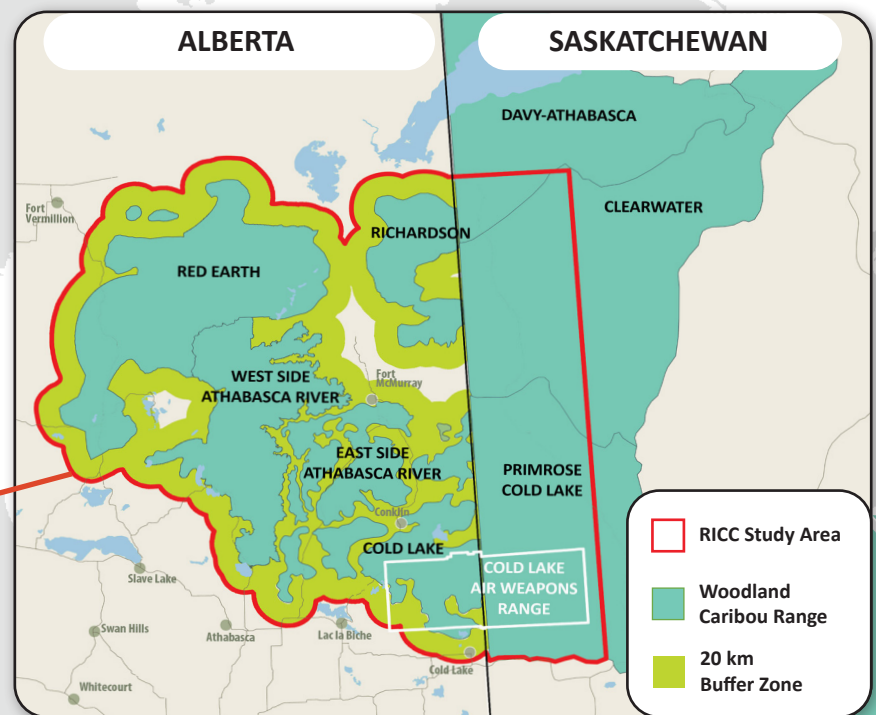 ALBERTA
SASKATCHEWAN
DAVY-ATHABASCA
CLEARWATER
Fort
Vermillion
RICHARDSON
RED EARTH
WEST SIDE
ATHABASCA RIVER
Fort
McMurray
EAST SIDE
ATHABASCA RIVER
PRIMROSE
COLD LAKE
Conklin
COLD LAKE
COLD LAKE
AIR WEAPONS
RANGE
Slave Lake
Swan Hills
Athabasca
Lac la Biche
Cold Lake
Whitecourt
RICC Study Area
Woodland
Caribou Range
20 km
Buffer Zone